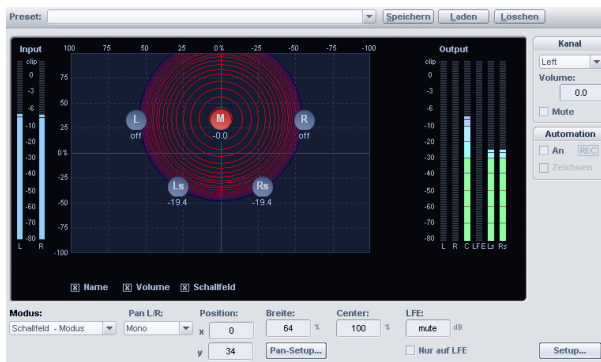 Preset: Speichern Laden Löschen
Input 100 75 50 25 0% -25 -50 -75 -100 Output
Kanal
Left
Volume:
0.0
Mute
Automation
An REC
Zeichnen
clip
0
-3
-6
-10
-20
-30
-40
-50
-60
-70
-80
L R
75
50
25
0%
-25
-50
-75
-100
M
-0.0
L
off
R
off
Ls
-19.4
Rs
-19.4
clip
0
-3
-6
-10
-20
-30
-40
-50
-60
-70
-80
L R C LFE Ls Rs
x Name x Volume x Schallfeld
Modus: Pan L/R: Position: Breite: Center: LFE:
Schallfeld - Modus Mono x 0 64 % 100 % mute dB
y 34 Pan-Setup... Nur auf LFE Setup...